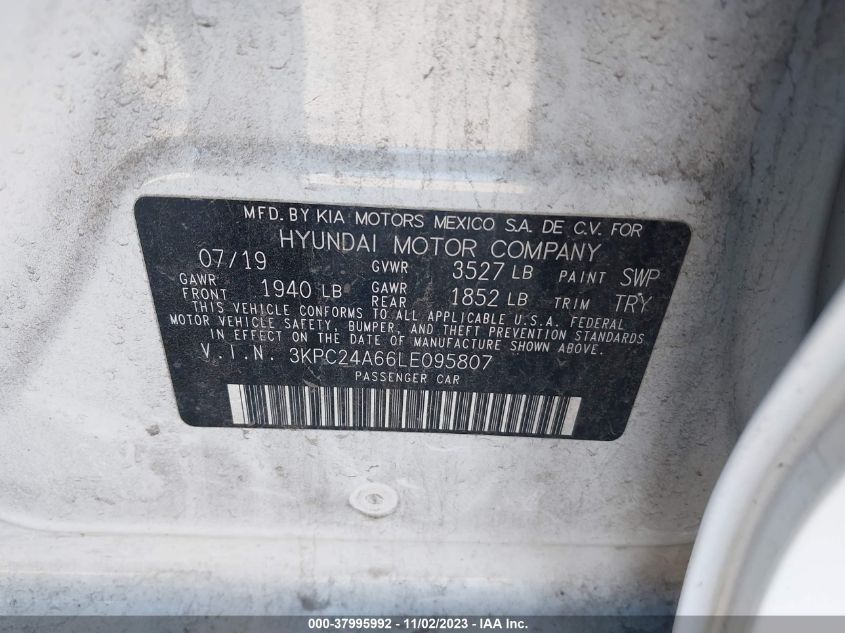 MFD. BY KIA MOTORS MEXICO S.A. DE C.V. FOR
HYUNDAI MOTOR COMPANY
07/19 GVWR 3527 LB PAINT SWP
GAWR FRONT 1940 LB GAWR REAR 1852 LB TRIM TRY
THIS VEHICLE CONFORMS TO ALL APPLICABLE U.S.A. FEDERAL
MOTOR VEHICLE SAFETY, BUMPER, AND THEFT PREVENTION STANDARDS
IN EFFECT ON THE DATE OF MANUFACTURE SHOWN ABOVE.
V.I.N. 3KPC24A66LE095807
PASSENGER CAR
000-37995992 - 11/02/2023 - IAA Inc.